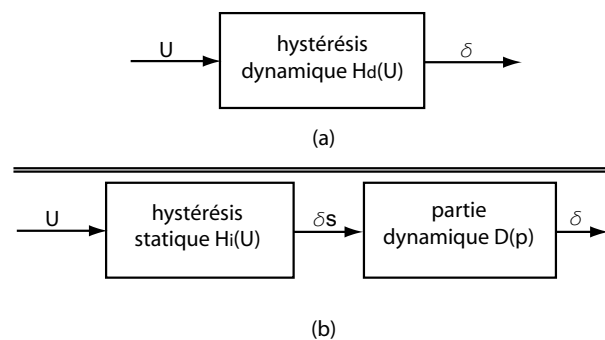 U
hystérésis
dynamique Hd(U)
δ
(a)
U
hystérésis
statique Hi(U)
δs
partie
dynamique D(p)
δ
(b)